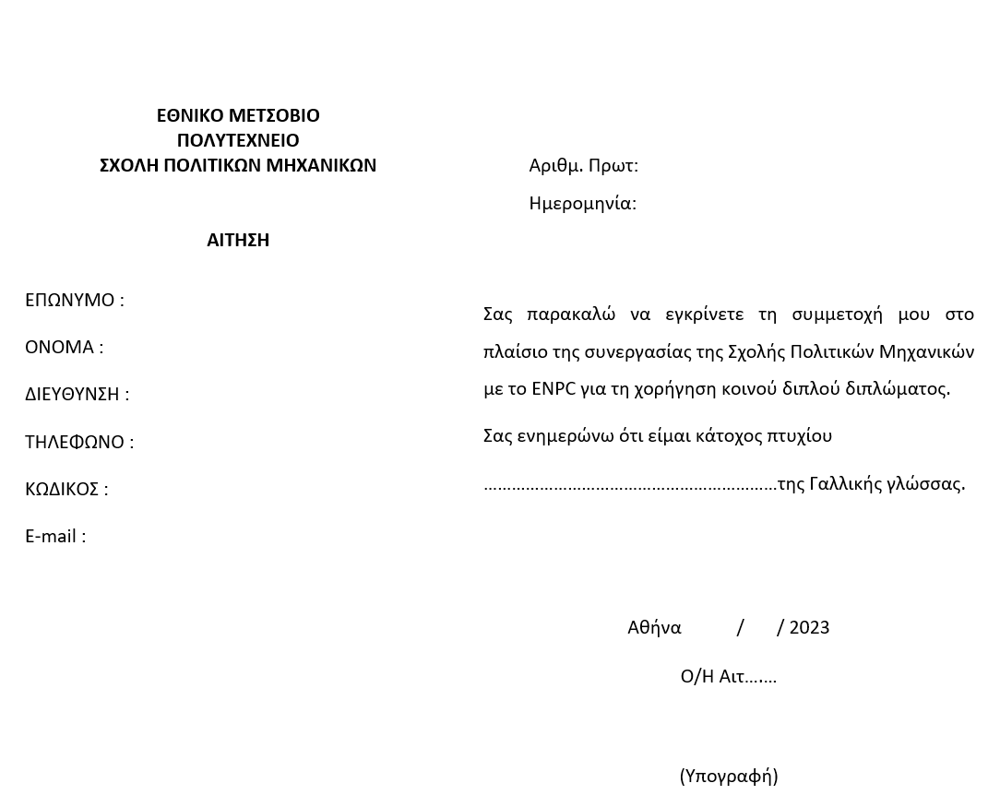 ΕΘΝΙΚΟ ΜΕΤΣΟΒΙΟ
ΠΟΛΥΤΕΧΝΕΙΟ
ΣΧΟΛΗ ΠΟΛΙΤΙΚΩΝ ΜΗΧΑΝΙΚΩΝ
ΑΙΤΗΣΗ
ΕΠΩΝΥΜΟ :
ΟΝΟΜΑ :
ΔΙΕΥΘΥΝΣΗ :
ΤΗΛΕΦΩΝΟ :
ΚΩΔΙΚΟΣ :
E-mail :
Αριθμ. Πρωτ:
Ημερομηνία:
Σας παρακαλώ να εγκρίνετε τη συμμετοχή μου στο
πλαίσιο της συνεργασίας της Σχολής Πολιτικών Μηχανικών
με το ENPC για τη χορήγηση κοινού διπλού διπλώματος.
Σας ενημερώνω ότι είμαι κάτοχος πτυχίου
………………………………………………………της Γαλλικής γλώσσας.
Αθήνα / / 2023
Ο/Η Αιτ…….
(Υπογραφή)